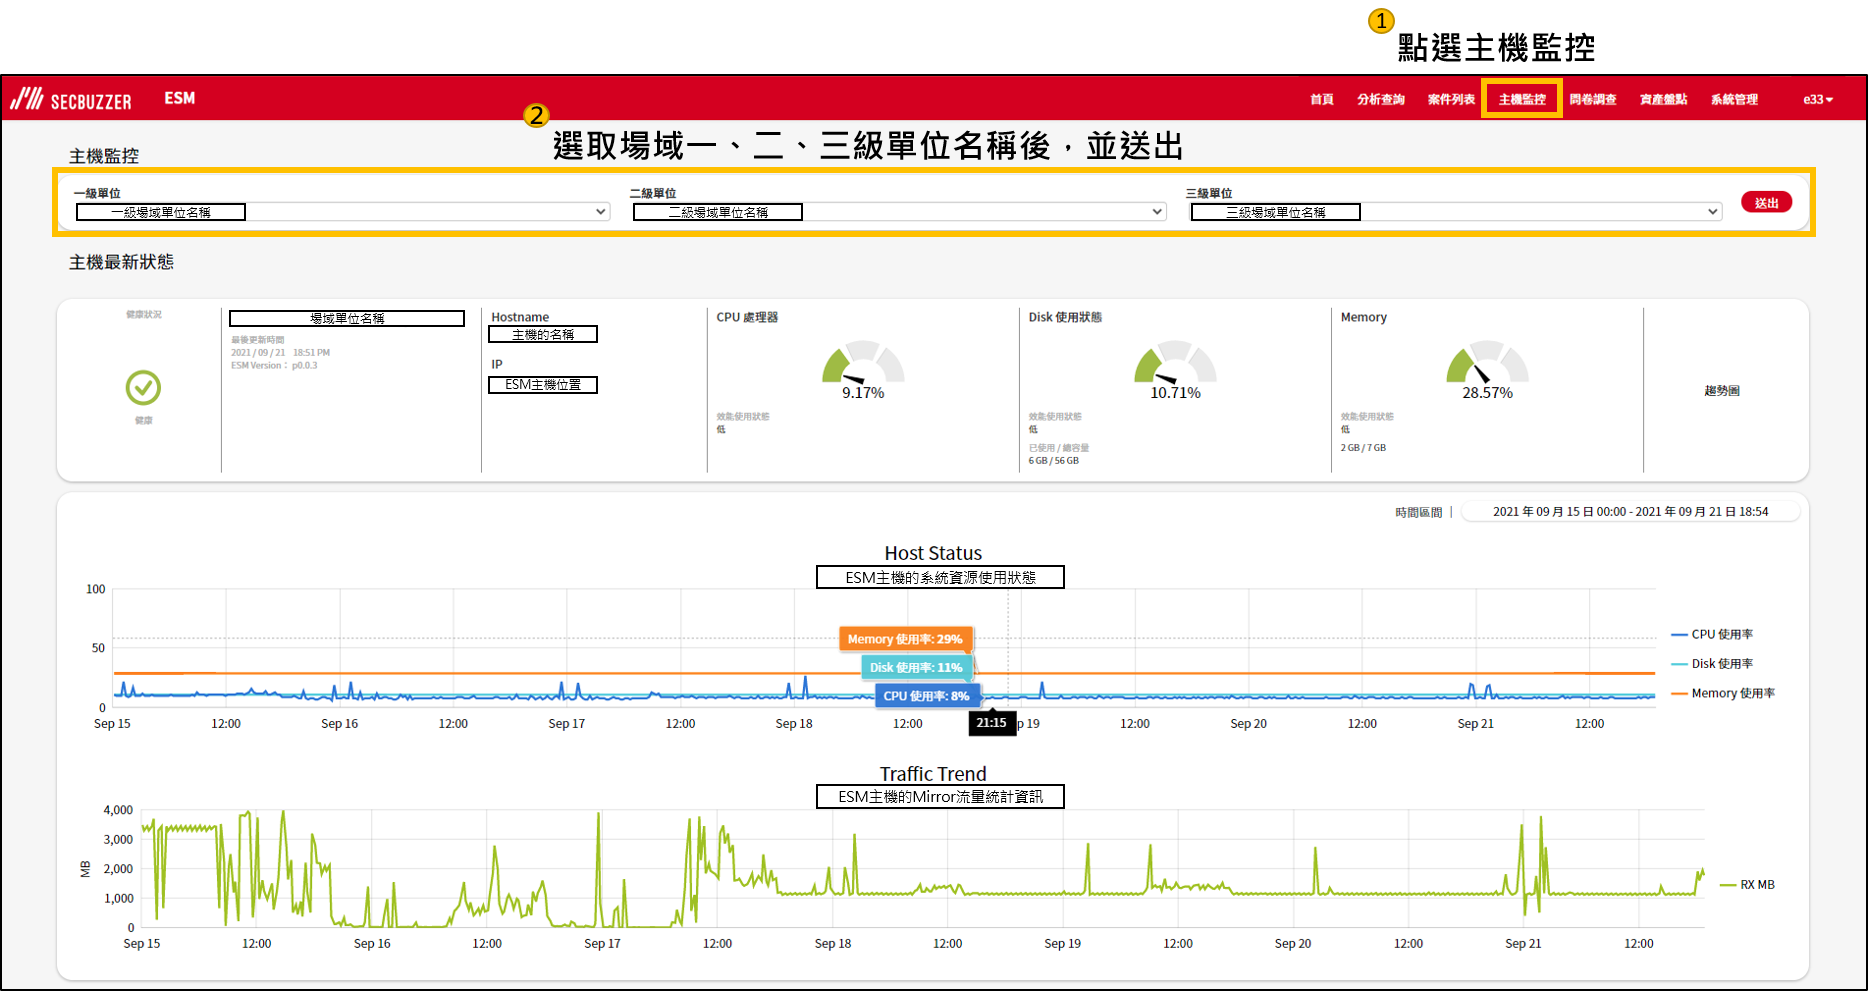 1
點選主機監控
SECBUZZER
ESM
首頁
分析查詢
案件列表
主機監控
問卷調查
資產盤點
系統管理
e33
2
選取場域一、二、三級單位名稱後，並送出
主機監控
一級單位
一級場域單位名稱
二級單位
二級場域單位名稱
三級單位
三級場域單位名稱
送出
主機最新狀態
健康狀況
健康
場域單位名稱
最後更新時間
2021 / 09 / 21 18:51 PM
ESM Version： p0.0.3
Hostname
主機的名稱
IP
ESM主機位置
CPU 處理器
9.17%
效能使用狀態
低
Disk 使用狀態
10.71%
效能使用狀態
低
已使用 / 總容量
6 GB / 56 GB
Memory
28.57%
效能使用狀態
低
2 GB / 7 GB
趨勢圖
時間區間 |
2021 年 09 月 15 日 00:00 - 2021 年 09 月 21 日 18:54
Host Status
ESM主機的系統資源使用狀態
100
50
0
Memory 使用率: 29%
Disk 使用率: 11%
CPU 使用率: 8%
21:15
CPU 使用率
Disk 使用率
Memory 使用率
Sep 15
12:00
Sep 16
12:00
Sep 17
12:00
Sep 18
12:00
p 19
12:00
Sep 20
12:00
Sep 21
12:00
Traffic Trend
ESM主機的Mirror流量統計資訊
4,000
3,000
2,000
1,000
0
MB
RX MB
Sep 15
12:00
Sep 16
12:00
Sep 17
12:00
Sep 18
12:00
Sep 19
12:00
Sep 20
12:00
Sep 21
12:00